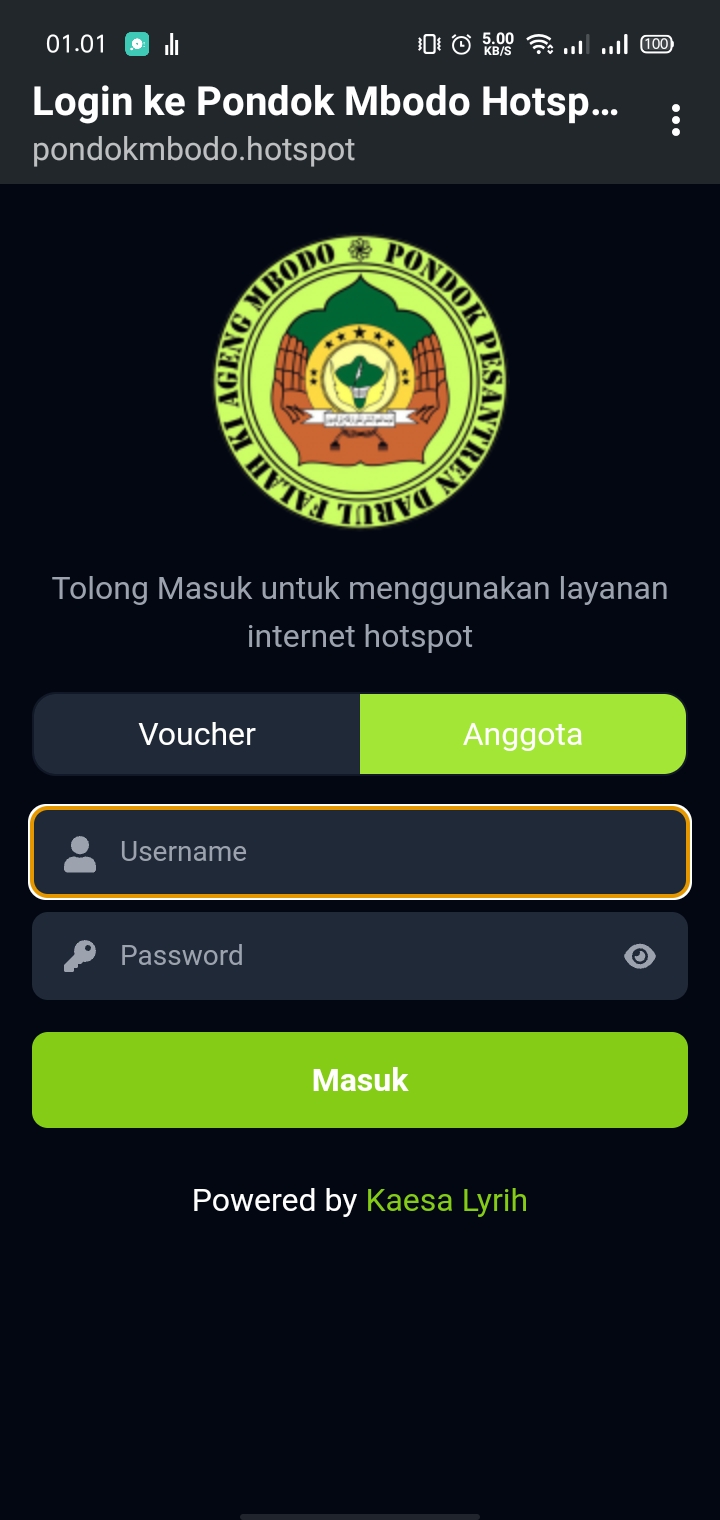 01.01
5.00
KB/S
100
Login ke Pondok Mbodo Hotsp...
pondokmbodo.hotspot
PONDOK PESANTREN DARUL FALAH KI AGENG MBODO
Tolong Masuk untuk menggunakan layanan
internet hotspot
Voucher
Anggota
Username
Password
Masuk
Powered by Kaesa Lyrih